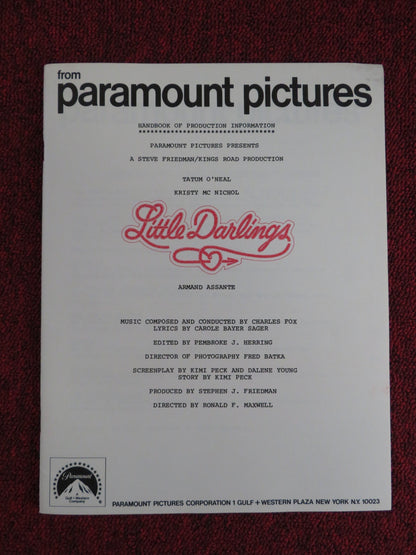 from
paramount pictures
HANDBOOK OF PRODUCTION INFORMATION
**********************************
PARAMOUNT PICTURES PRESENTS
A STEVE FRIEDMAN/KINGS ROAD PRODUCTION
TATUM O'NEAL
KRISTY MC NICHOL
Little Darlings
ARMAND ASSANTE
MUSIC COMPOSED AND CONDUCTED BY CHARLES FOX
LYRICS BY CAROLE BAYER SAGER
EDITED BY PEMBROKE J. HERRING
DIRECTOR OF PHOTOGRAPHY FRED BATKA
SCREENPLAY BY KIMI PECK AND DALENE YOUNG
STORY BY KIMI PECK
PRODUCED BY STEPHEN J. FRIEDMAN
DIRECTED BY RONALD F. MAXWELL
Paramount
Gulf+Western
Company
PARAMOUNT PICTURES CORPORATION 1 GULF + WESTERN PLAZA NEW YORK N.Y. 10023